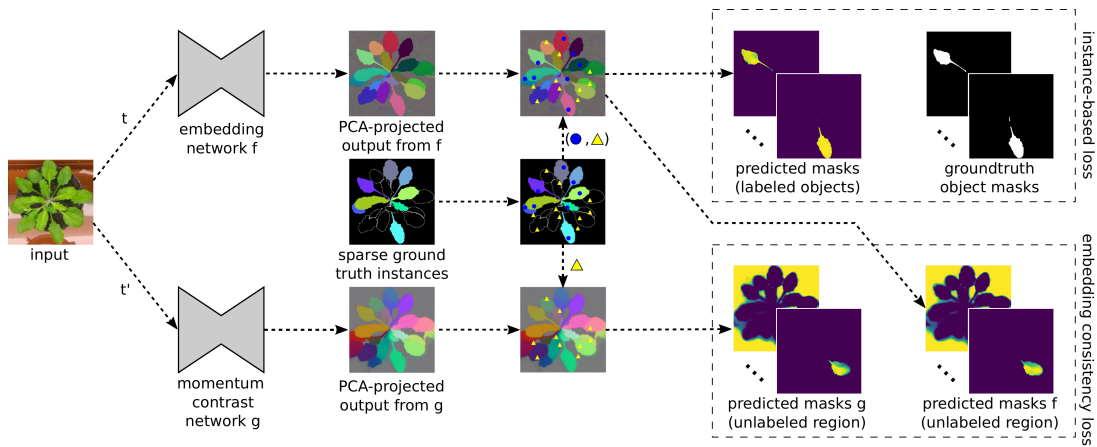 input
t
t'
embedding
network f
momentum
contrast
network g
PCA-projected
output from f
sparse ground
truth instances
PCA-projected
output from g
( , )
predicted masks
(labeled objects)
groundtruth
object masks
instance-based loss
predicted masks g
(unlabeled region)
predicted masks f
(unlabeled region)
embedding consistency loss